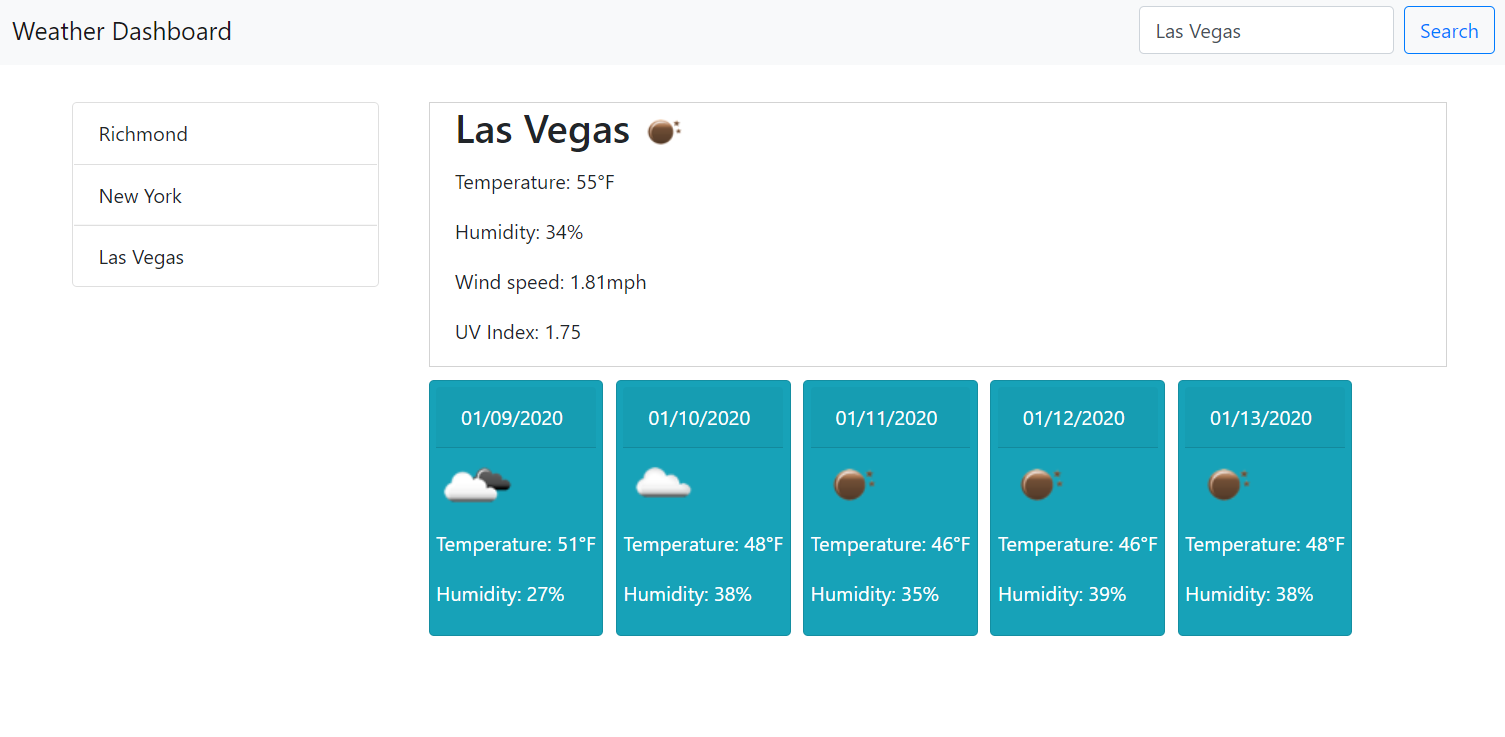 Weather Dashboard
Las Vegas
Search
Richmond
New York
Las Vegas
Las Vegas
Temperature: 55°F
Humidity: 34%
Wind speed: 1.81mph
UV Index: 1.75
01/09/2020
Temperature: 51°F
Humidity: 27%
01/10/2020
Temperature: 48°F
Humidity: 38%
01/11/2020
Temperature: 46°F
Humidity: 35%
01/12/2020
Temperature: 46°F
Humidity: 39%
01/13/2020
Temperature: 48°F
Humidity: 38%